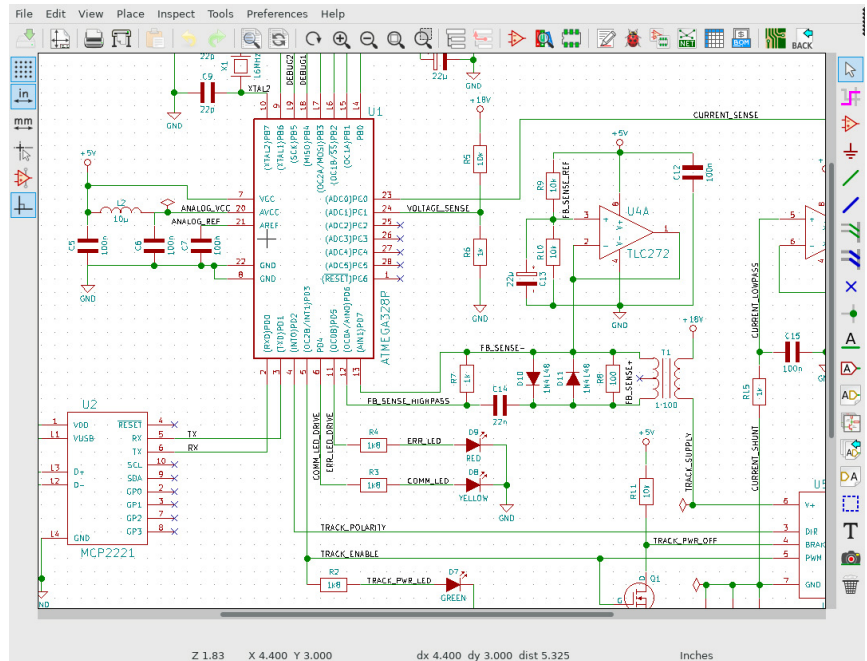 File Edit View Place Inspect Tools Preferences Help
NET
BOM
BACK
in
mm
22p
C9
22p
X1
16MHz
XTAL2
GND
DEBUG2
DEBUG1
22µ
GND
+18V
CURRENT_SENSE
U1
10 9 19 18 17 16 15 14
(XTAL2)PB7
(XTAL1)PB6
(SCK)PB5
(MISO)PB4
(OC2A/MOSI)PB3
(OC1B/SS)PB2
(OC1A)PB1
PB0
+5V
L2
10µ
ANALOG_VCC
ANALOG_REF
7 VCC
20 AVCC
21 AREF
22 GND
8 GND
C5 100n
C6 100n
C7 100n
GND
(ADC0)PC0 23
(ADC1)PC1 24
(ADC2)PC2 25
(ADC3)PC3 26
(ADC4)PC4 27
(ADC5)PC5 28
(RESET)PC6 1
VOLTAGE_SENSE
R5 10k
R6 1k
GND
(RXD)PD0
(TXD)PD1
(INT0)PD2
(OC2B/INT1)PD3
PD4
(OC0B)PD5
(OC0A/AIN0)PD6
(AIN1)PD7
2 3 4 5 6 11 12 13
ATMEGA328P
+5V
R9 10k
FB_SENSE_REF
R10 10k
C13 22µ
C12 100n
U4A
TLC272
3
2
1
8
4
V+
V-
GND
5
6
CURRENT_LOWPASS
C15
100n
R15 1k
CURRENT_SHUNT
+18V
T1
1:100
FB_SENSE-
FB_SENSE+
FB_SENSE_HIGHPASS
R7 1k
C14
22n
D10 1N4148
D11 1N4148
R8 100
U2
1 VDD
VUSB
D+
D-
GND
RESET 4
RX 5
TX 6
SCL 10
SDA 9
GP0 2
GP1 3
GP2 7
GP3 8
MCP2221
TX
RX
COMM_LED_DRIVE
ERR_LED_DRIVE
R4
1k8
ERR_LED
D9
RED
R3
1k8
COMM_LED
D8
YELLOW
GND
+5V
R11 10k
TRACK_SUPPLY
TRACK_POLARITY
TRACK_PWR_OFF
TRACK_ENABLE
R2
1k8
TRACK_PWR_LED
D7
GREEN
Q1
D
G
6 V+
3 DIR
4
5 PWM
7 GND
Z 1.83 X 4.400 Y 3.000 dx 4.400 dy 3.000 dist 5.325 Inches